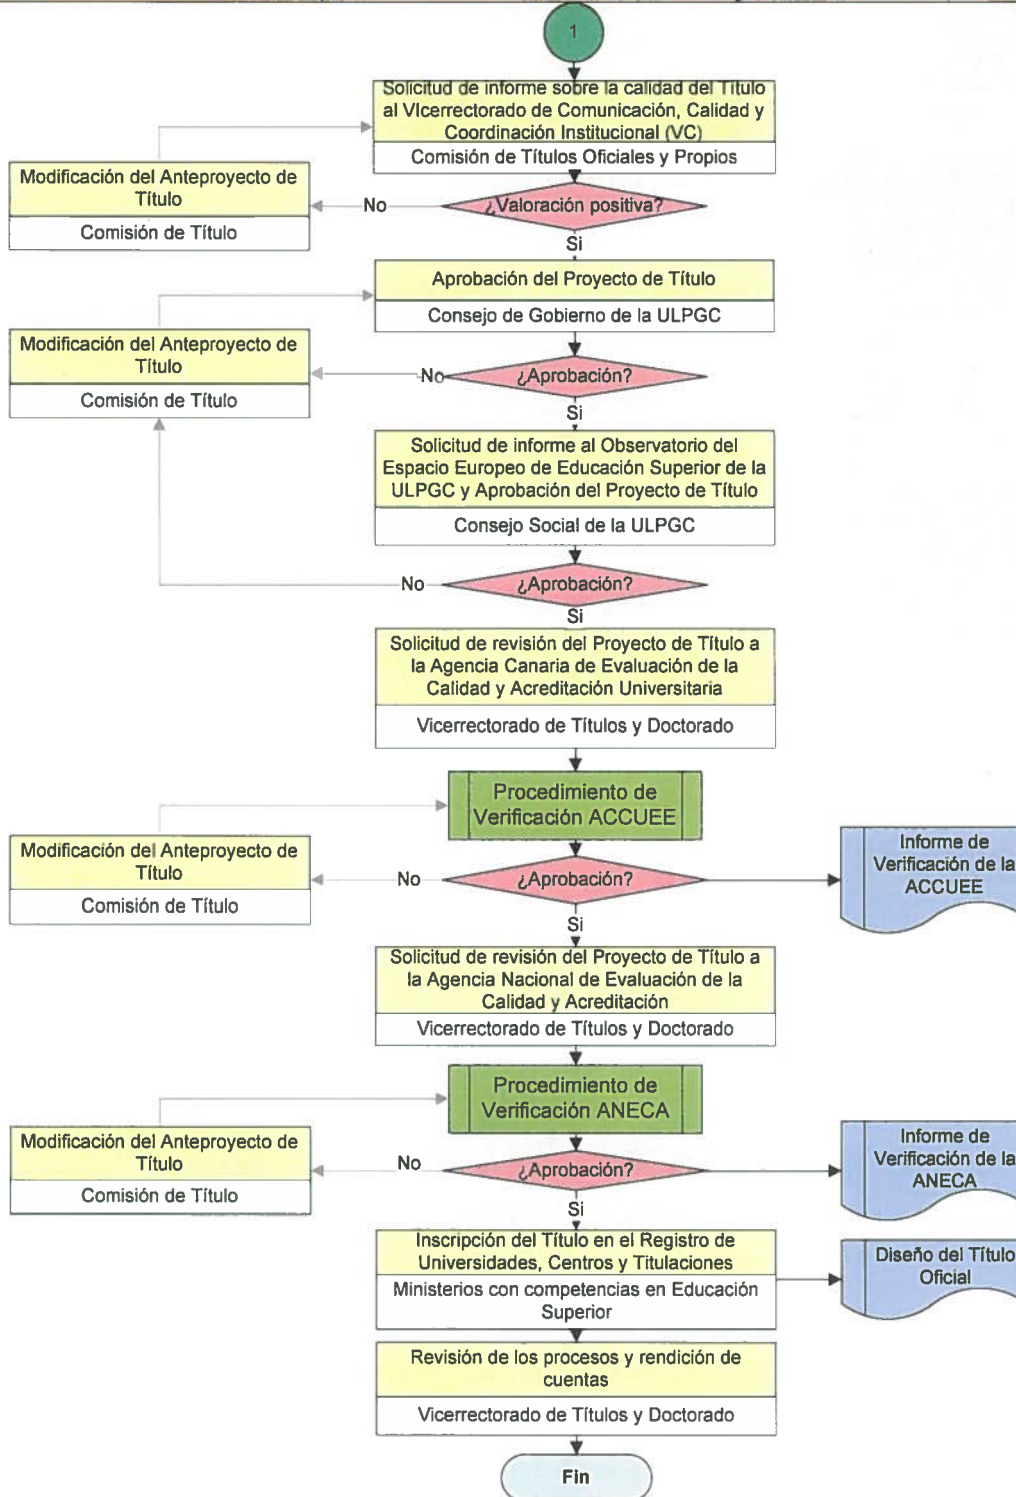 1
Solicitud de informe sobre la calidad del Título
al VIcerrectorado de Comunicación, Calidad y
Coordinación Institucional (VC)
Comisión de Títulos Oficiales y Propios
Modificación del Anteproyecto de
Título
Comisión de Título
No
¿Valoración positiva?
Si
Aprobación del Proyecto de Título
Consejo de Gobierno de la ULPGC
Modificación del Anteproyecto de
Título
Comisión de Título
No
¿Aprobación?
Si
Solicitud de informe al Observatorio del
Espacio Europeo de Educación Superior de la
ULPGC y Aprobación del Proyecto de Título
Consejo Social de la ULPGC
No
¿Aprobación?
Si
Solicitud de revisión del Proyecto de Título a
la Agencia Canaria de Evaluación de la
Calidad y Acreditación Universitaria
Vicerrectorado de Títulos y Doctorado
Procedimiento de
Verificación ACCUEE
Modificación del Anteproyecto de
Título
Comisión de Título
No
¿Aprobación?
Informe de
Verificación de la
ACCUEE
Si
Solicitud de revisión del Proyecto de Título a
la Agencia Nacional de Evaluación de la
Calidad y Acreditación
Vicerrectorado de Títulos y Doctorado
Procedimiento de
Verificación ANECA
Modificación del Anteproyecto de
Título
Comisión de Título
No
¿Aprobación?
Informe de
Verificación de la
ANECA
Si
Inscripción del Título en el Registro de
Universidades, Centros y Titulaciones
Ministerios con competencias en Educación
Superior
Diseño del Título
Oficial
Revisión de los procesos y rendición de
cuentas
Vicerrectorado de Títulos y Doctorado
Fin